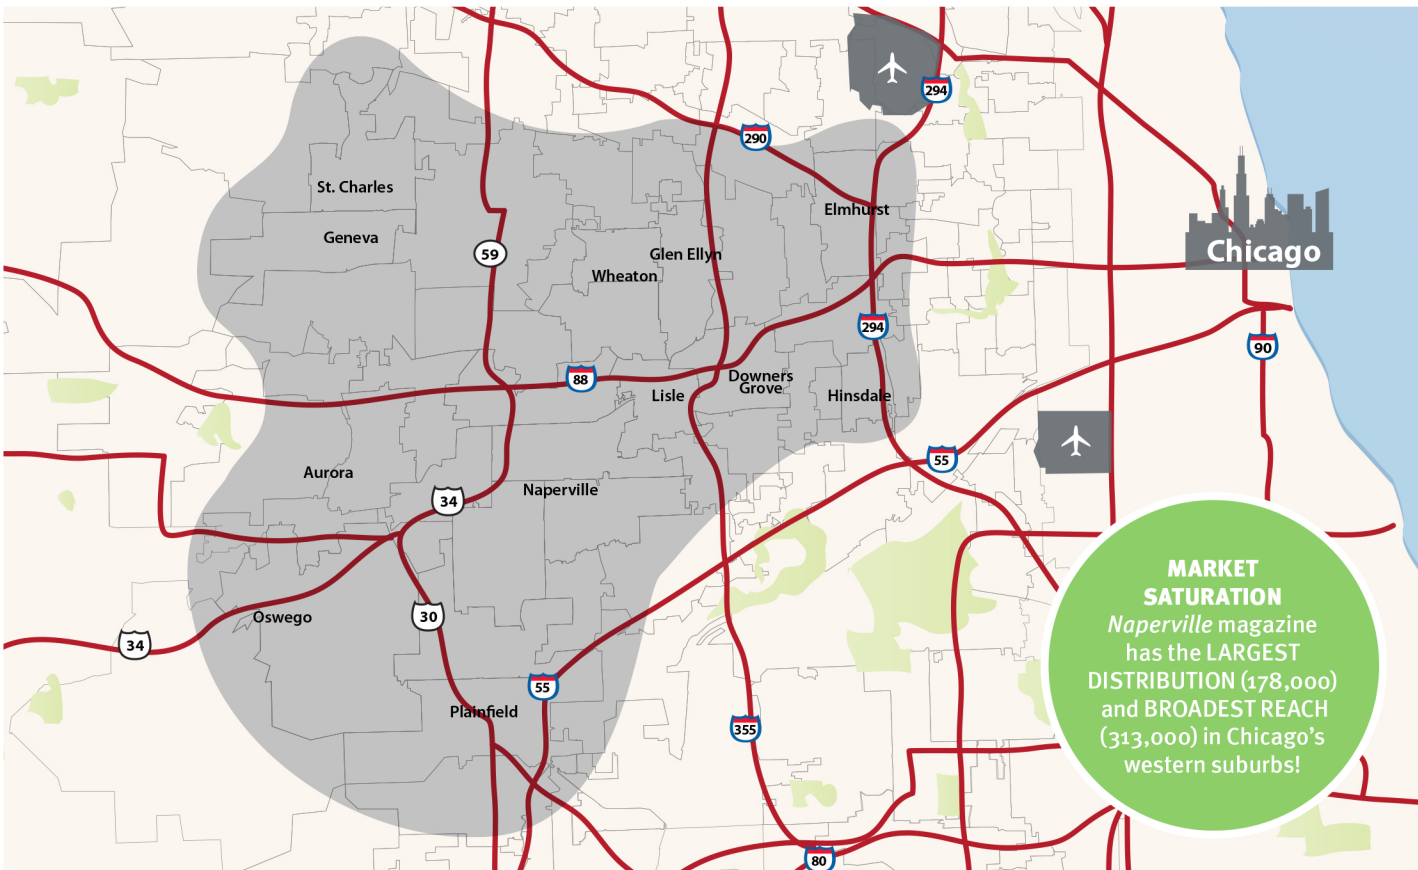 294
290
St. Charles
Elmhurst
Geneva
59
Glen Ellyn
Chicago
Wheaton
294
90
88
Downers
Grove
Lisle
Hinsdale
55
Aurora
Naperville
34
MARKET
SATURATION
Naperville magazine
has the LARGEST
DISTRIBUTION (178,000)
and BROADEST REACH
(313,000) in Chicago's
western suburbs!
Oswego
30
34
55
Plainfield
355
80